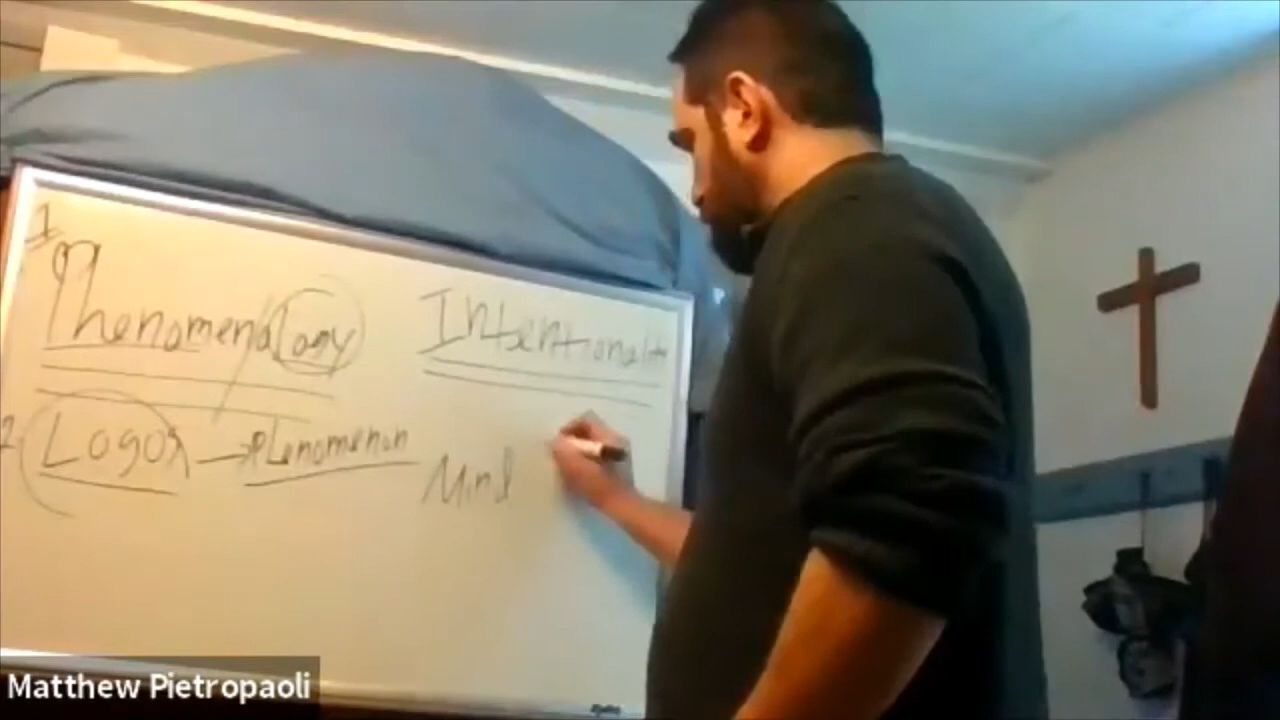 1
Phenomenology
Intentionality
2 Logos → Phenomenon
Mind
Matthew Pietropaoli